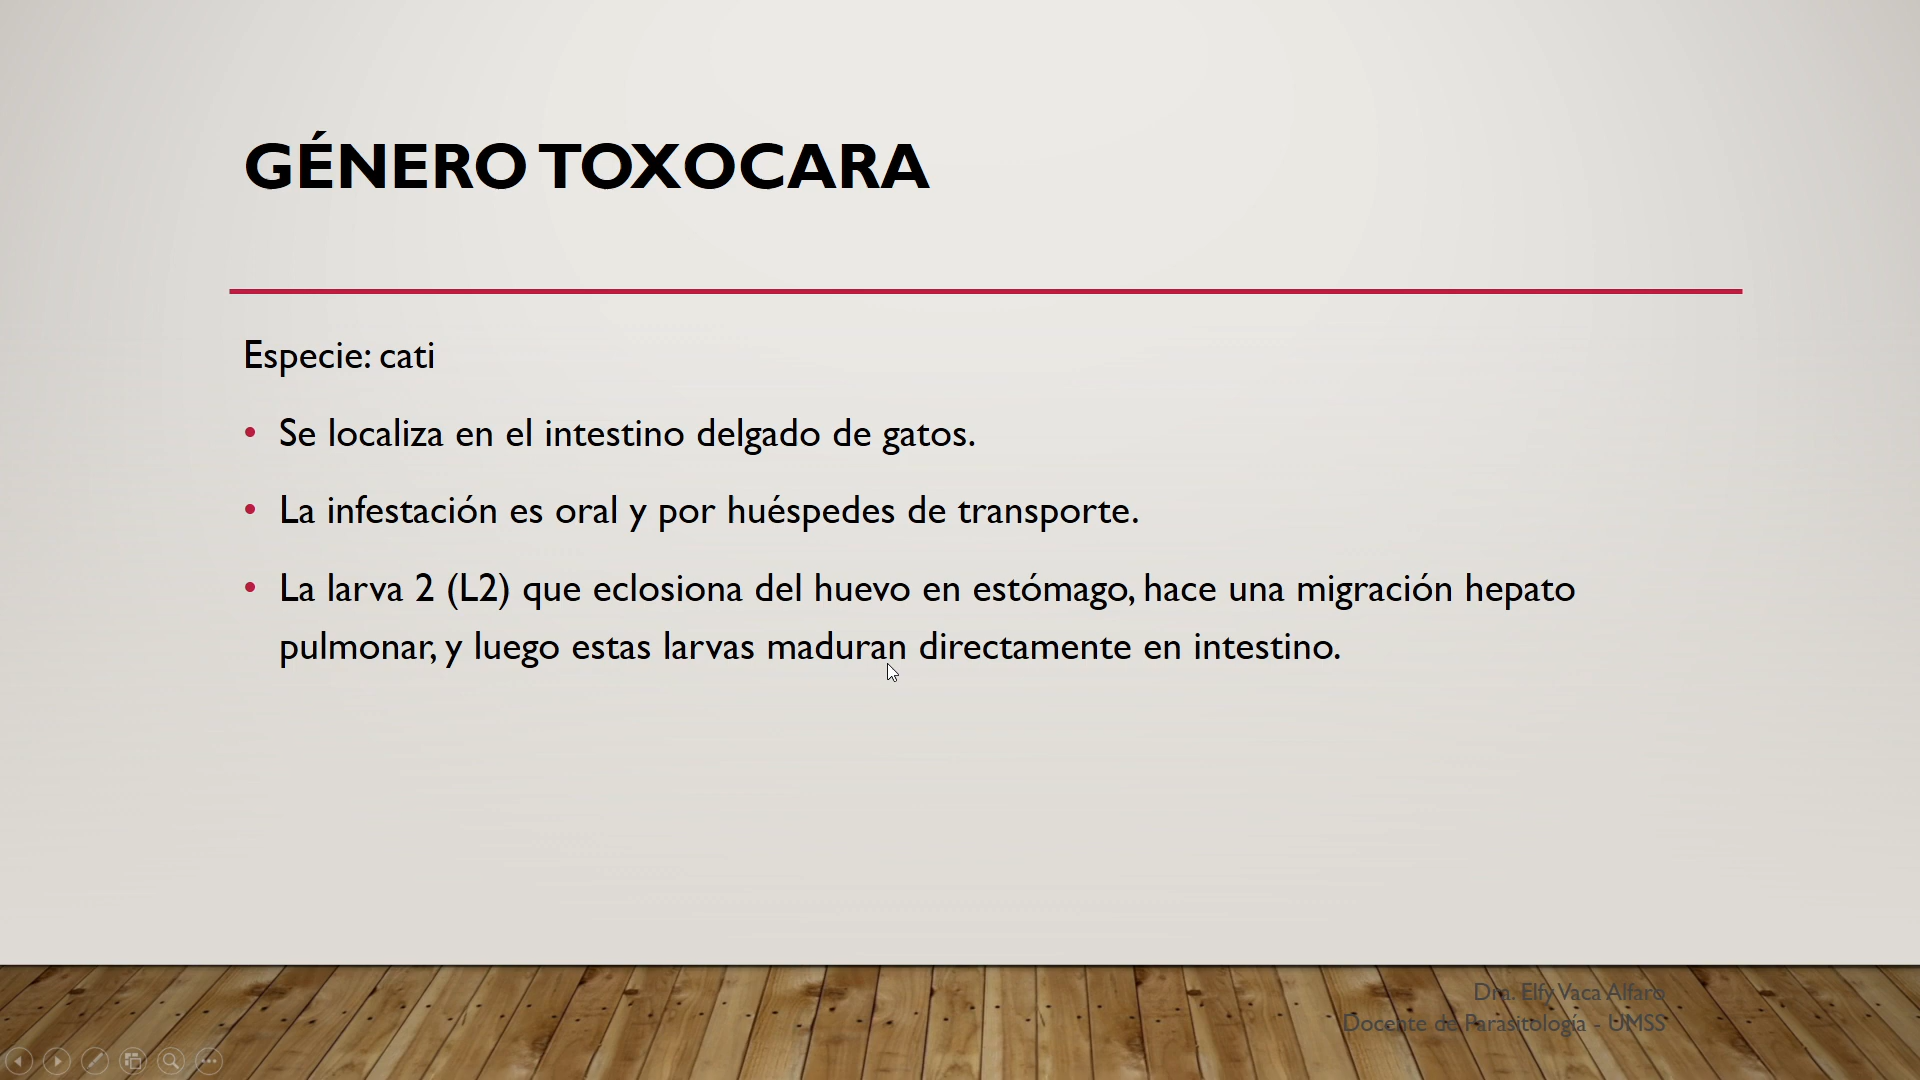 GÉNERO TOXOCARA
Especie: cati
• Se localiza en el intestino delgado de gatos.
• La infestación es oral y por huéspedes de transporte.
• La larva 2 (L2) que eclosiona del huevo en estómago, hace una migración hepato
pulmonar, y luego estas larvas maduran directamente en intestino.
Dra. Elfy Vaca Alfaro
Docente de Parasitología - UMSS